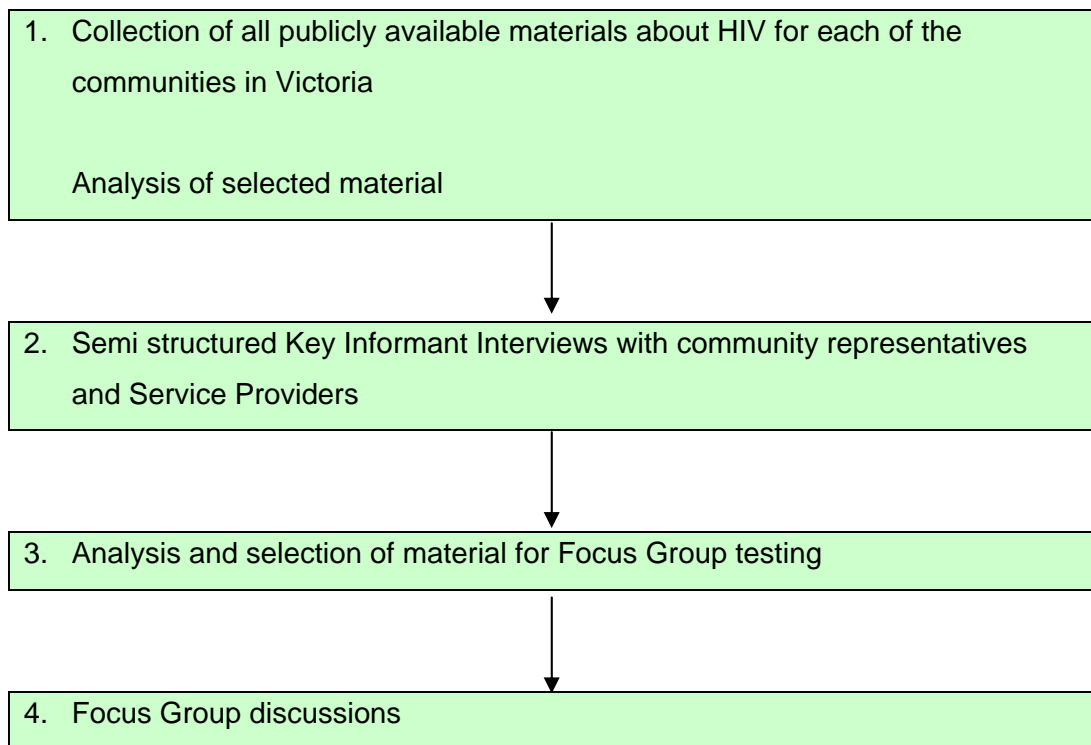 1. Collection of all publicly available materials about HIV for each of the
communities in Victoria
Analysis of selected material
2. Semi structured Key Informant Interviews with community representatives
and Service Providers
3. Analysis and selection of material for Focus Group testing
4. Focus Group discussions